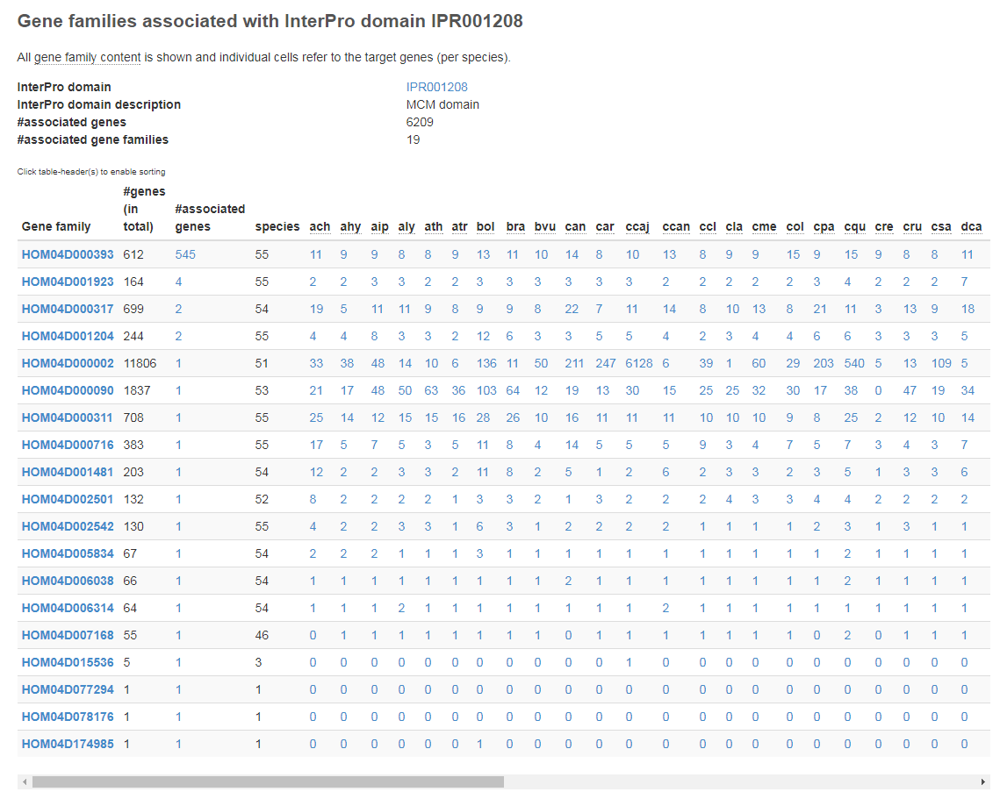 Gene families associated with InterPro domain IPR001208
All gene family content is shown and individual cells refer to the target genes (per species).
InterPro domain IPR001208
InterPro domain description MCM domain
#associated genes 6209
#associated gene families 19
Click table-header(s) to enable sorting
#genes
(in #associated
Gene family total) genes species ach ahy aip aly ath atr bol bra bvu can car ccaj ccan ccl cla cme col cpa cqu cre cru csa dca
HOM04D000393 612 545 55 11 9 9 8 8 9 13 11 10 14 8 10 13 8 9 9 15 9 15 9 8 8 11
HOM04D001923 164 4 55 2 2 3 3 2 2 3 3 3 3 3 3 2 2 2 2 2 3 4 2 2 2 7
HOM04D000317 699 2 54 19 5 11 11 9 8 9 9 8 22 7 11 14 8 10 13 8 21 11 3 13 9 18
HOM04D001204 244 2 55 4 4 8 3 3 2 12 6 3 3 5 5 4 2 3 4 4 6 6 3 3 3 5
HOM04D000002 11806 1 51 33 38 48 14 10 6 136 11 50 211 247 6128 6 39 1 60 29 203 540 5 13 109 5
HOM04D000090 1837 1 53 21 17 48 50 63 36 103 64 12 19 13 30 15 25 25 32 30 17 38 0 47 19 34
HOM04D000311 708 1 55 25 14 12 15 15 16 28 26 10 16 11 11 11 10 10 10 9 8 25 2 12 10 14
HOM04D000716 383 1 55 17 5 7 5 3 5 11 8 4 14 5 5 5 9 3 4 7 5 7 3 4 3 7
HOM04D001481 203 1 54 12 2 2 3 3 2 11 8 2 5 1 2 6 2 3 3 2 3 5 1 3 3 6
HOM04D002501 132 1 52 8 2 2 2 2 1 3 3 2 1 3 2 2 2 4 3 3 4 4 2 2 2 2
HOM04D002542 130 1 55 4 2 2 3 3 1 6 3 1 2 2 2 2 1 1 1 1 2 3 1 3 1 1
HOM04D005834 67 1 54 2 2 2 1 1 1 3 1 1 1 1 1 1 1 1 1 1 1 2 1 1 1 1
HOM04D006038 66 1 54 1 1 1 1 1 1 1 1 1 2 1 1 1 1 1 1 1 1 2 1 1 1 1
HOM04D006314 64 1 54 1 1 1 2 1 1 1 1 1 1 1 1 2 1 1 1 1 1 1 1 1 1 1
HOM04D007168 55 1 46 0 1 1 1 1 1 1 1 1 0 1 1 1 1 1 1 1 0 2 0 1 1 1
HOM04D015536 5 1 3 0 0 0 0 0 0 0 0 0 0 0 1 0 0 0 0 0 0 0 0 0 0 0
HOM04D077294 1 1 1 0 0 0 0 0 0 0 0 0 0 0 0 0 0 0 0 0 0 0 0 0 0 0
HOM04D078176 1 1 1 0 0 0 0 0 0 0 0 0 0 0 0 0 0 0 0 0 0 0 0 0 0 0
HOM04D174985 1 1 1 0 0 0 0 0 0 1 0 0 0 0 0 0 0 0 0 0 0 0 0 0 0 0